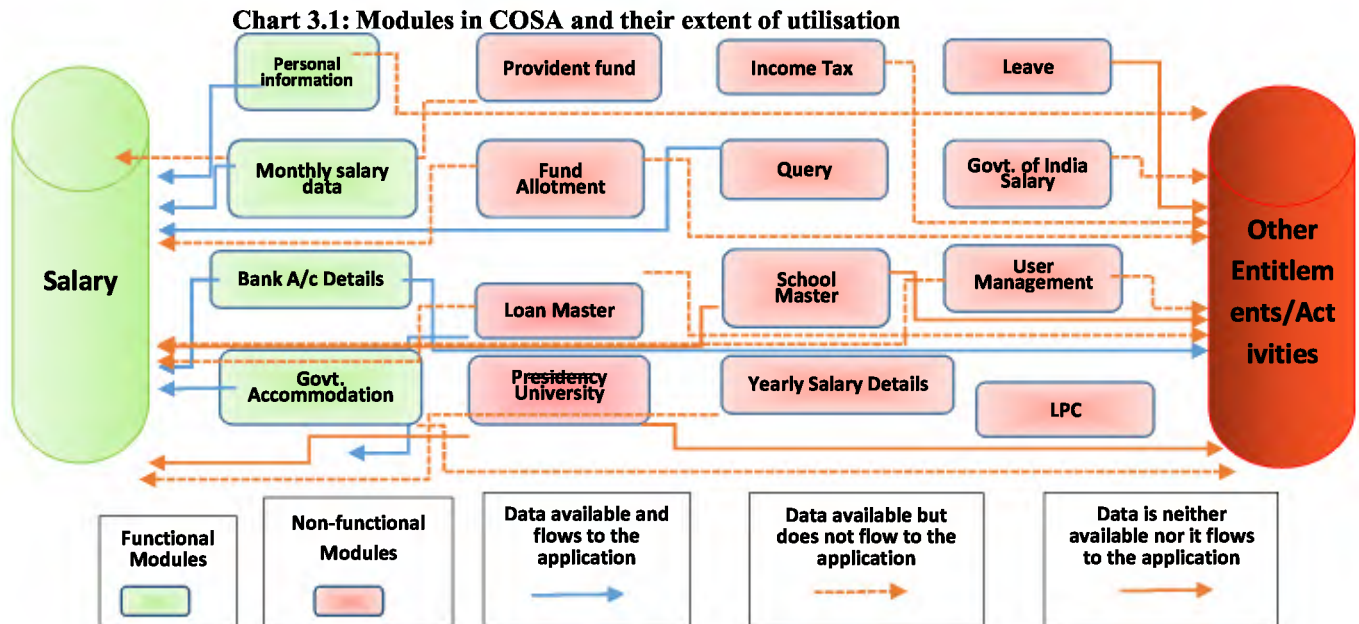 Chart 3.1: Modules in COSA and their extent of utilisation
Personal
information
Provident fund
Income Tax
Leave
Monthly salary
data
Fund
Allotment
Query
Govt. of India
Salary
Salary
Bank A/c Details
Loan Master
School
Master
User
Management
Other
Entitlem
ents/Act
ivities
Govt.
Accommodation
Presidency
University
Yearly Salary Details
LPC
Functional
Modules
Non-functional
Modules
Data available and
flows to the
application
Data available but
does not flow to the
application
Data is neither
available nor it flows
to the application